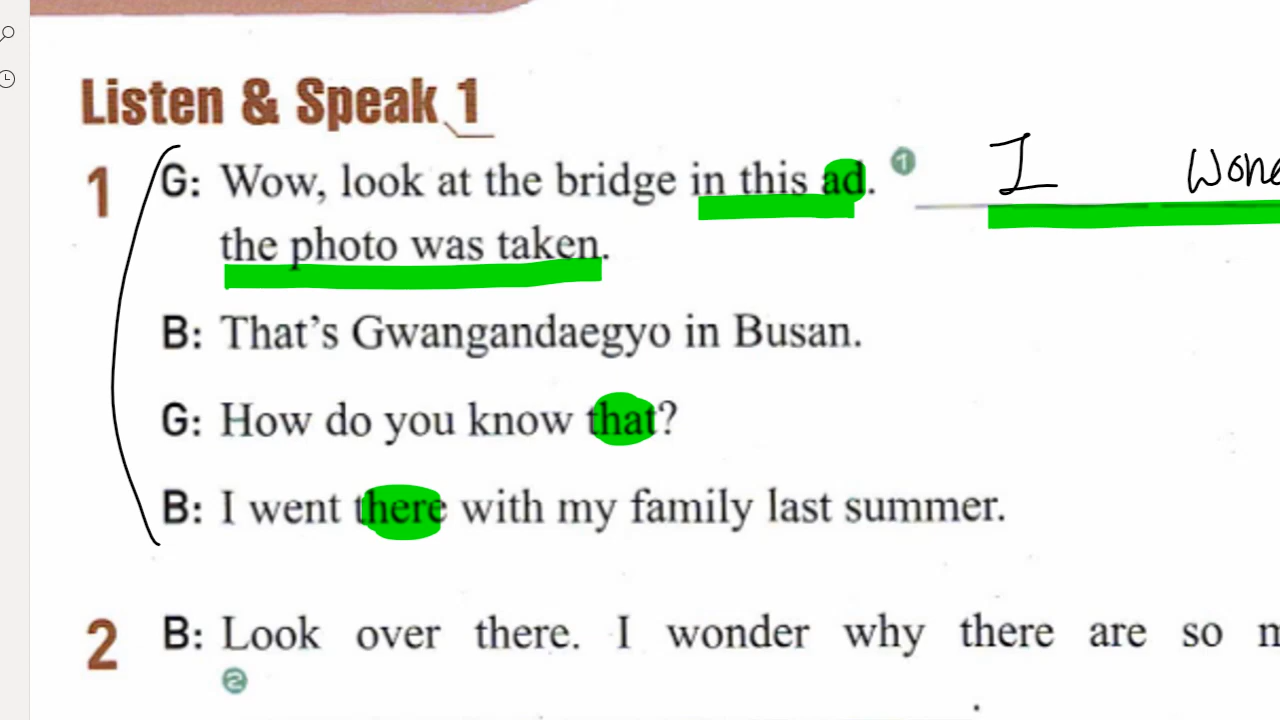 Listen & Speak 1
1 G: Wow, look at the bridge in this ad. ① I
the photo was taken.
B: That's Gwangandaegyo in Busan.
G: How do you know that?
B: I went there with my family last summer.
2 B: Look over there. I wonder why there are so
② .